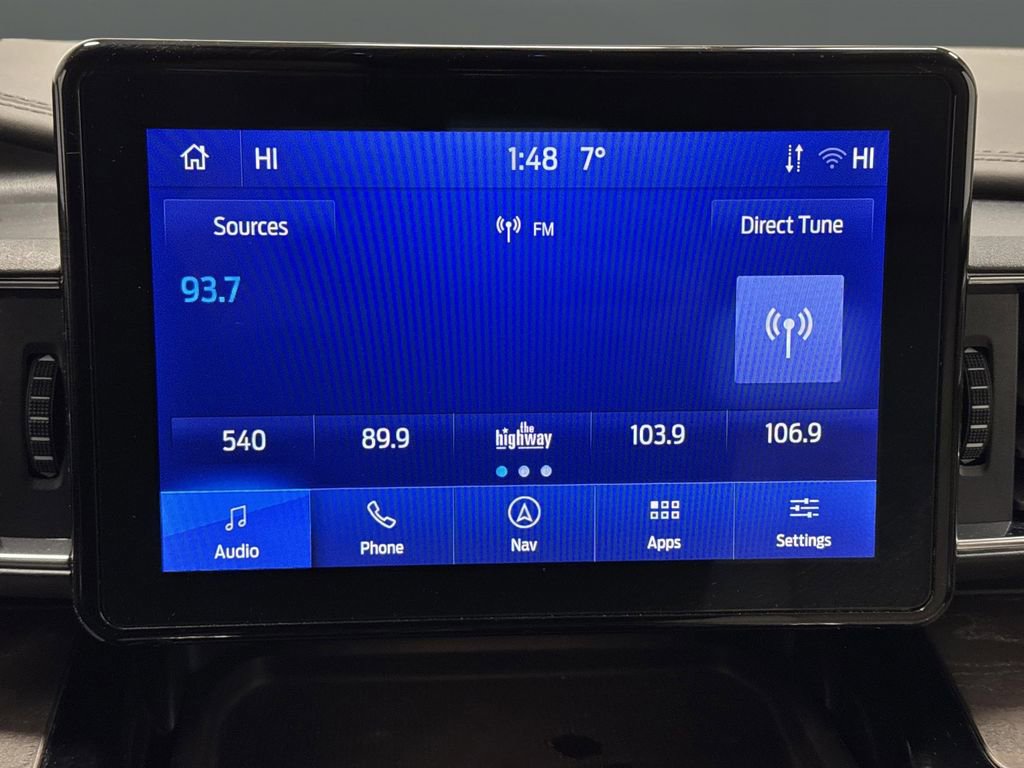 HI 1:48 7° HI
Sources FM Direct Tune
93.7
540 89.9 the highway 103.9 106.9
Audio Phone Nav Apps Settings